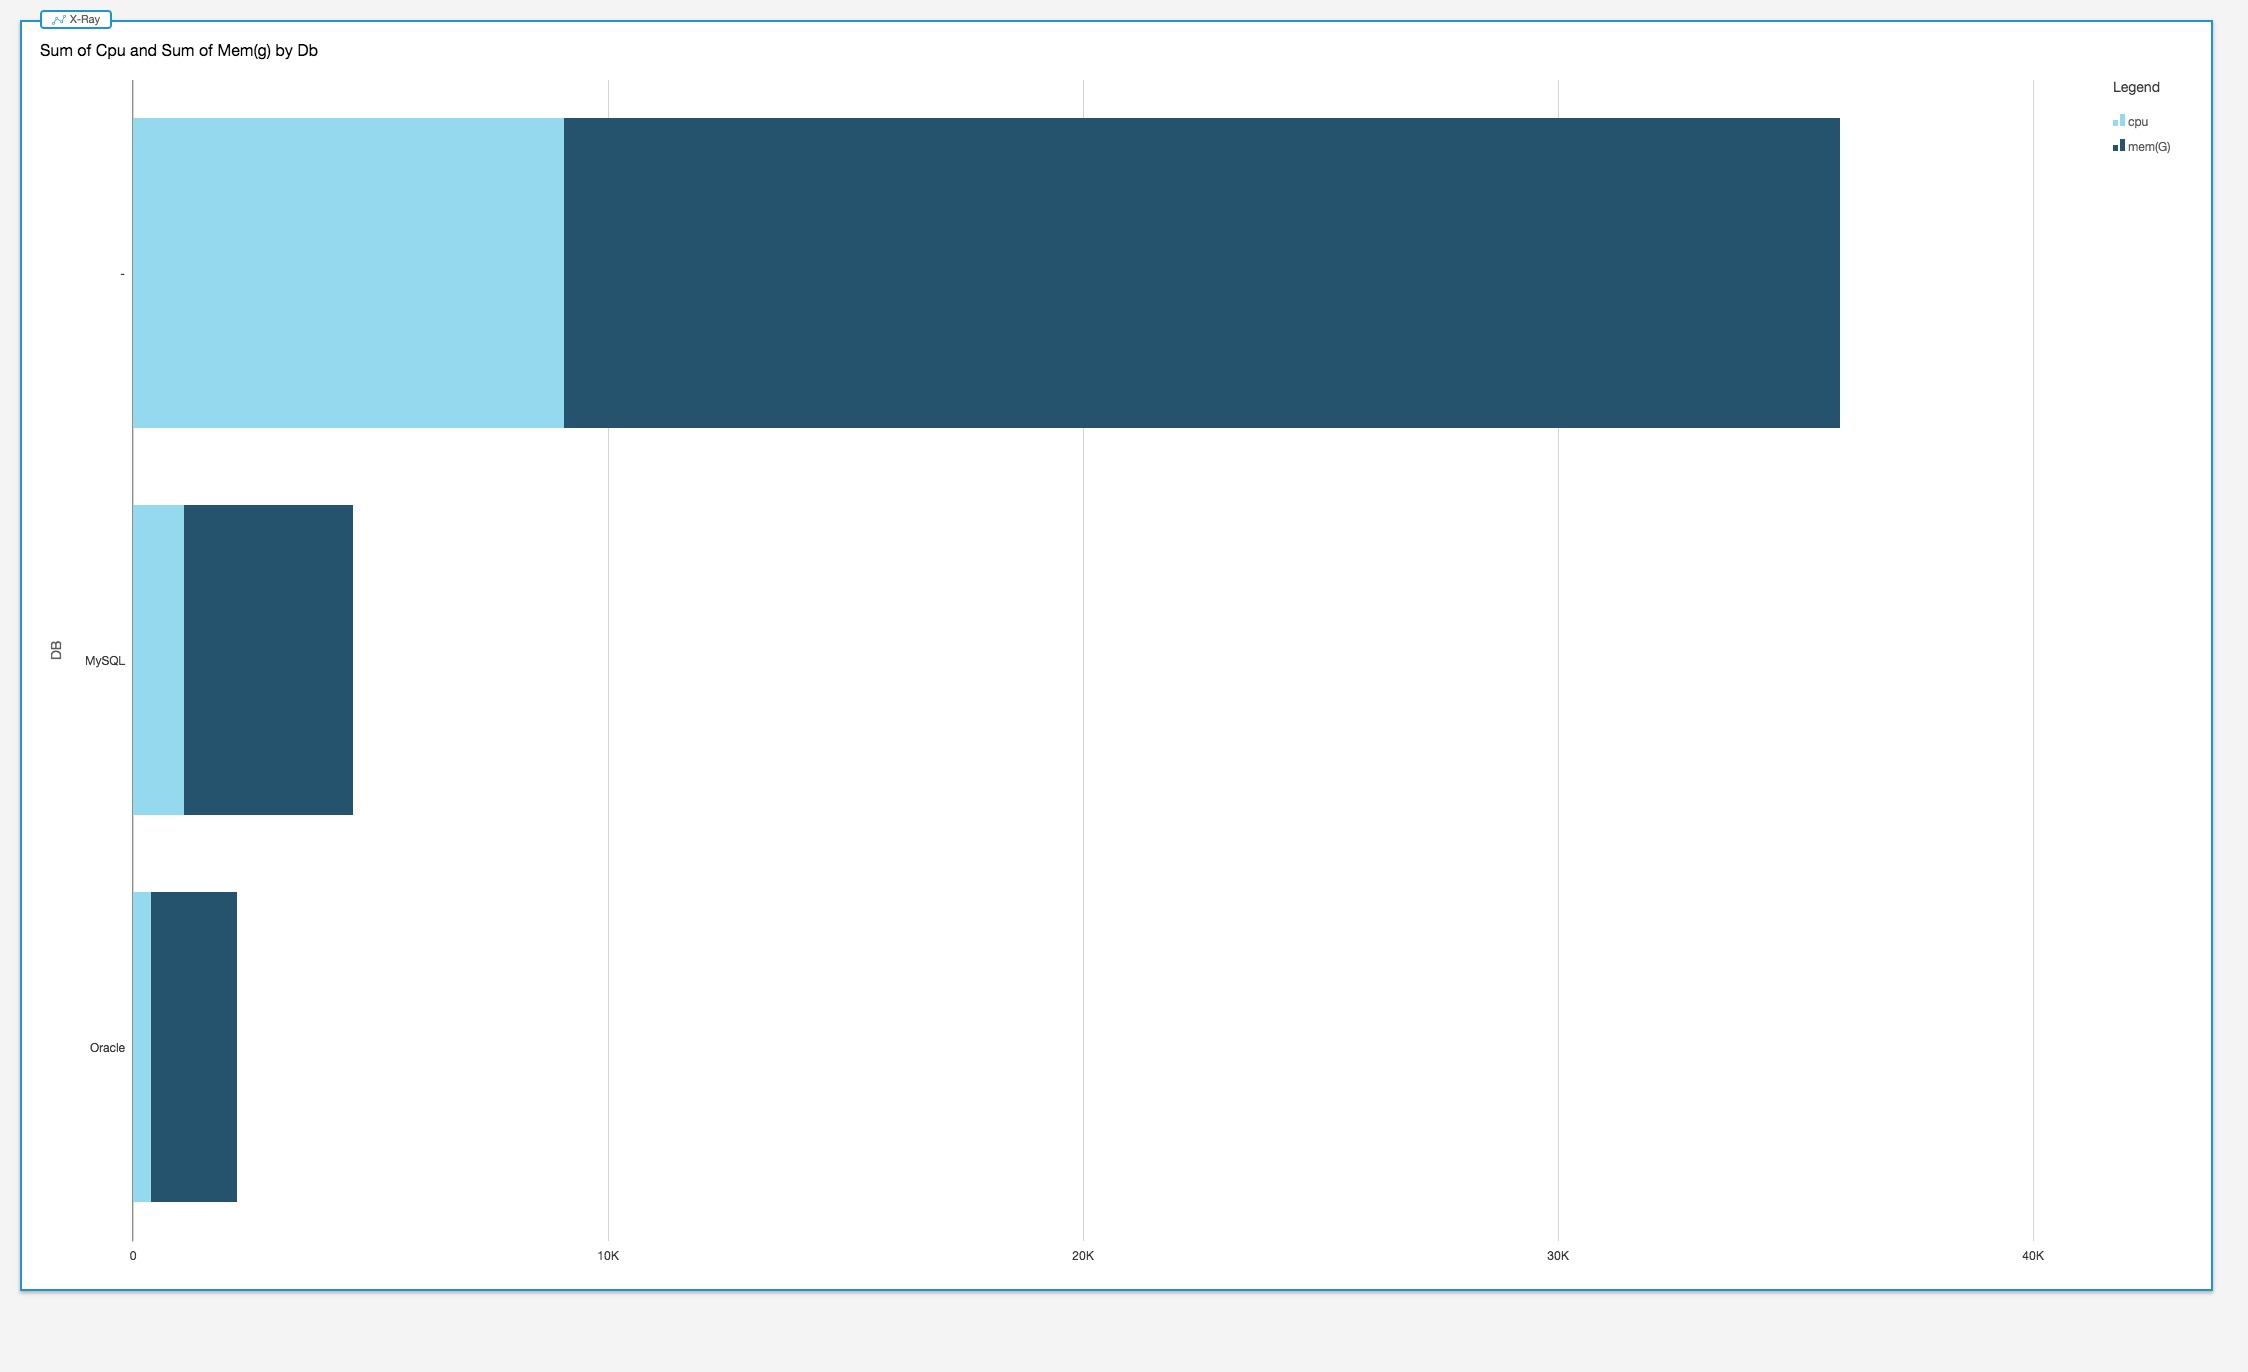 X-Ray
Sum of Cpu and Sum of Mem(g) by Db
Legend
cpu
mem(G)
-
DB
MySQL
Oracle
0 10K 20K 30K 40K